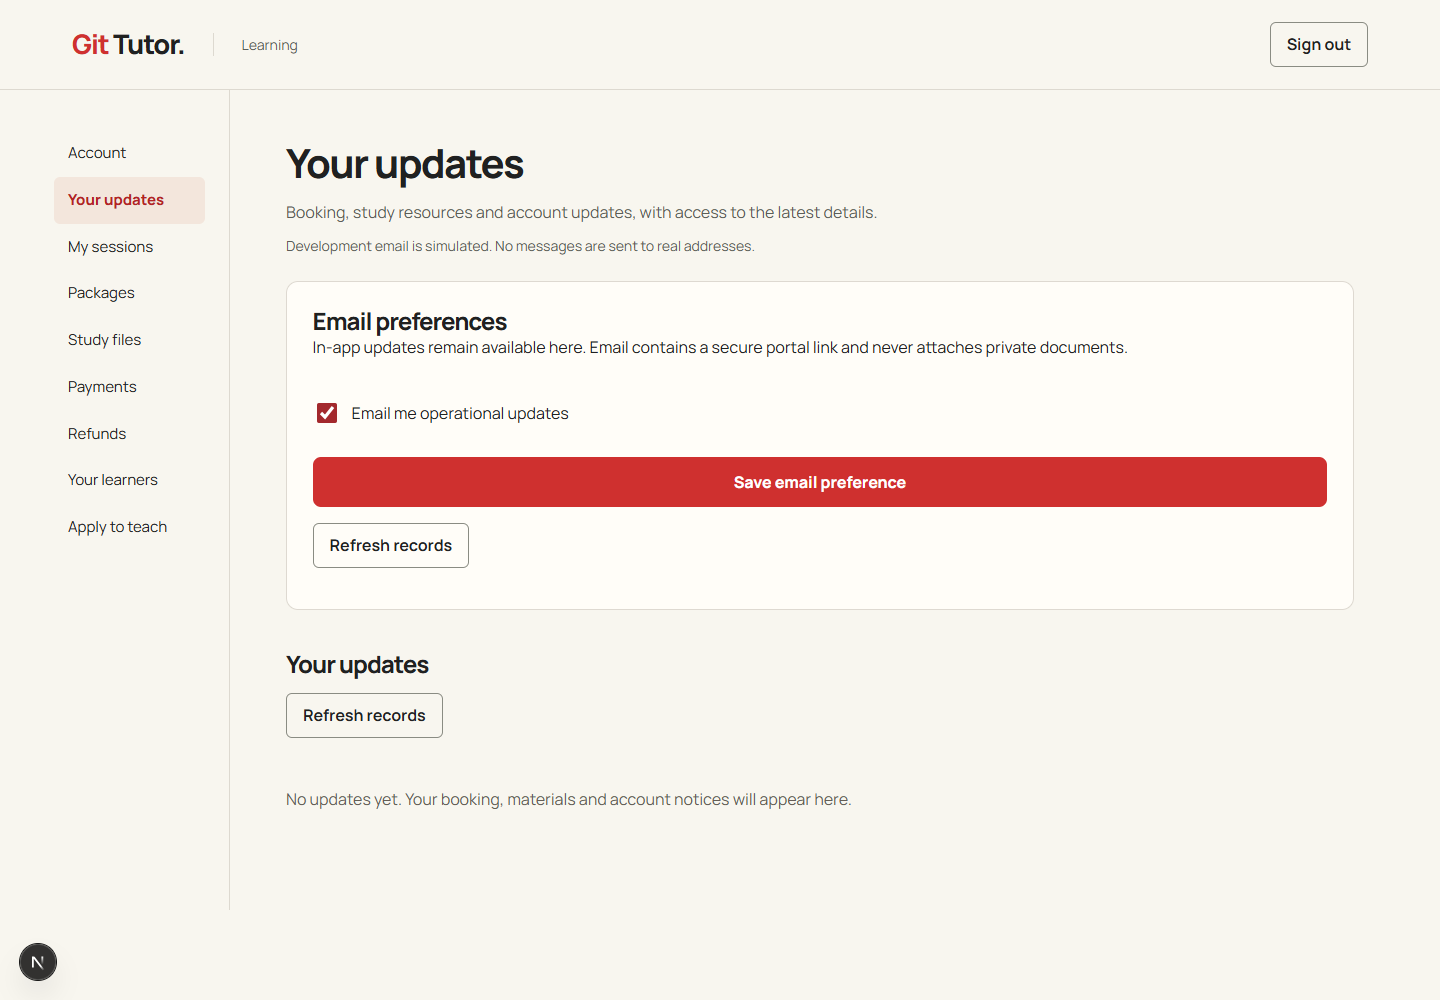 Git Tutor.
Learning
Sign out
Account
Your updates
My sessions
Packages
Study files
Payments
Refunds
Your learners
Apply to teach
Your updates
Booking, study resources and account updates, with access to the latest details.
Development email is simulated. No messages are sent to real addresses.
Email preferences
In-app updates remain available here. Email contains a secure portal link and never attaches private documents.
Email me operational updates
Save email preference
Refresh records
Your updates
Refresh records
No updates yet. Your booking, materials and account notices will appear here.
N